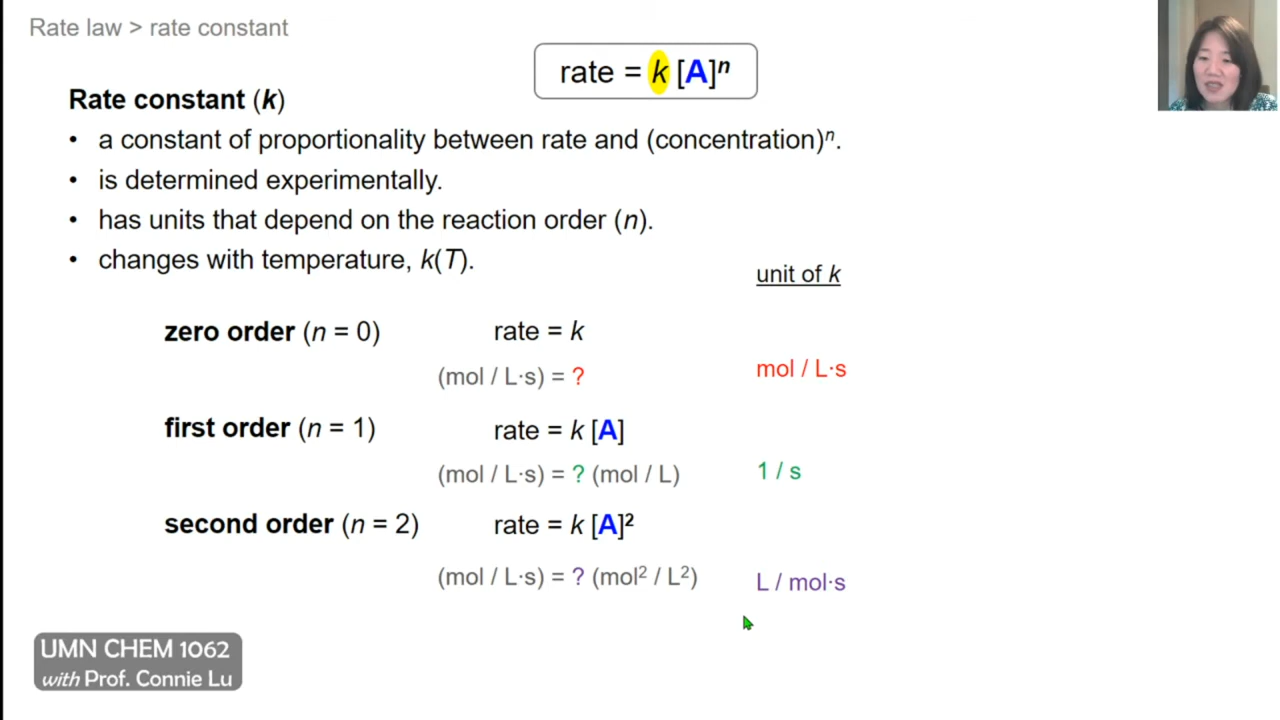 Rate law > rate constant
rate = k [A]ⁿ
Rate constant (k)
• a constant of proportionality between rate and (concentration)ⁿ.
• is determined experimentally.
• has units that depend on the reaction order (n).
• changes with temperature, k(T).
unit of k
zero order (n = 0) rate = k
(mol / L·s) = ? mol / L·s
first order (n = 1) rate = k [A]
(mol / L·s) = ? (mol / L) 1 / s
second order (n = 2) rate = k [A]²
(mol / L·s) = ? (mol² / L²) L / mol·s
UMN CHEM 1062
with Prof. Connie Lu